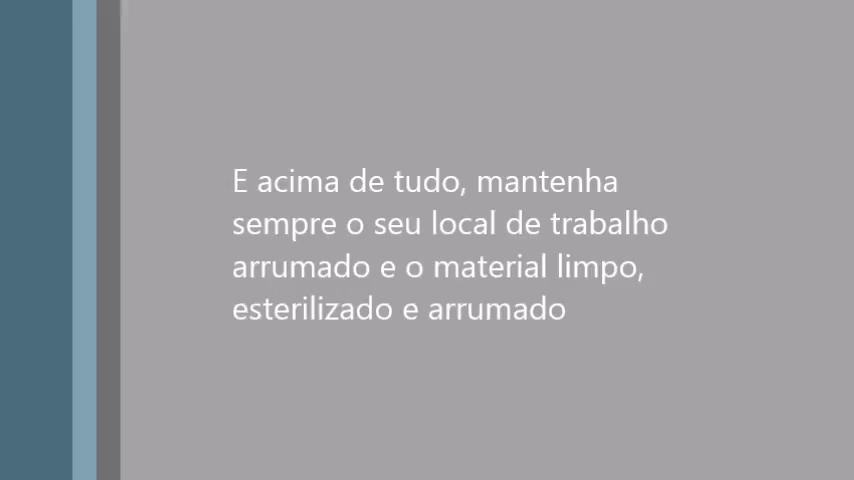 E acima de tudo, mantenha
sempre o seu local de trabalho
arrumado e o material limpo,
esterilizado e arrumado